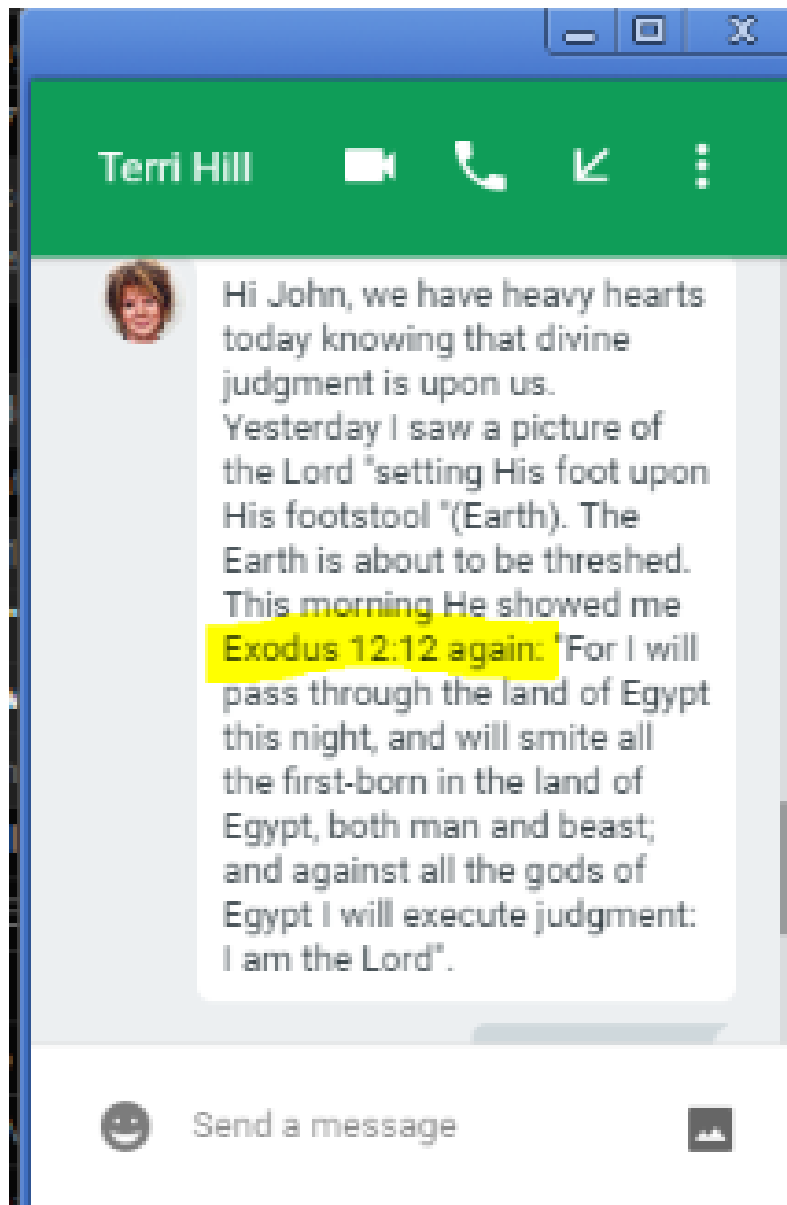 Terri Hill
Hi John, we have heavy hearts
today knowing that divine
judgment is upon us.
Yesterday I saw a picture of
the Lord "setting His foot upon
His footstool "(Earth). The
Earth is about to be threshed.
This morning He showed me
Exodus 12:12 again: "For I will
pass through the land of Egypt
this night, and will smite all
the first-born in the land of
Egypt, both man and beast;
and against all the gods of
Egypt I will execute judgment:
I am the Lord".
Send a message